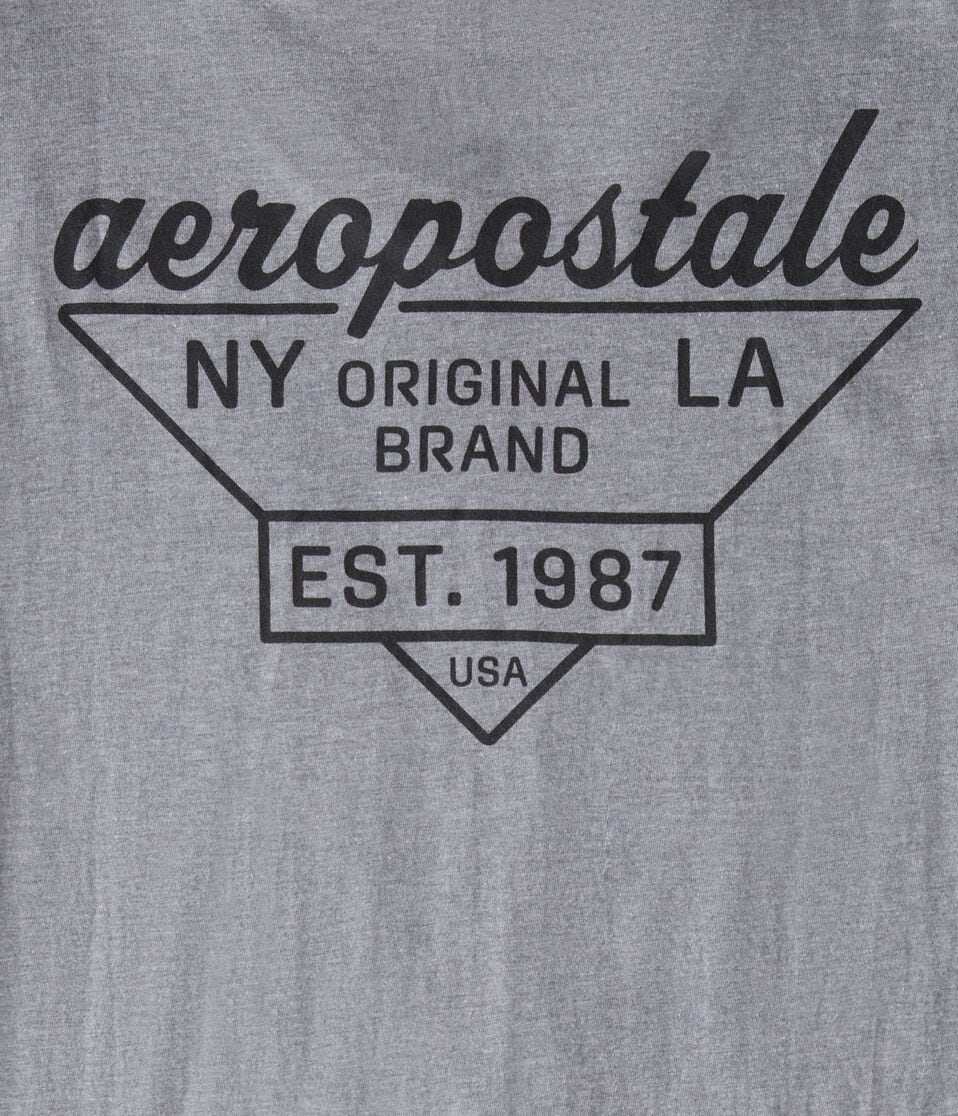 aeropostale
NY ORIGINAL LA
BRAND
EST. 1987
USA